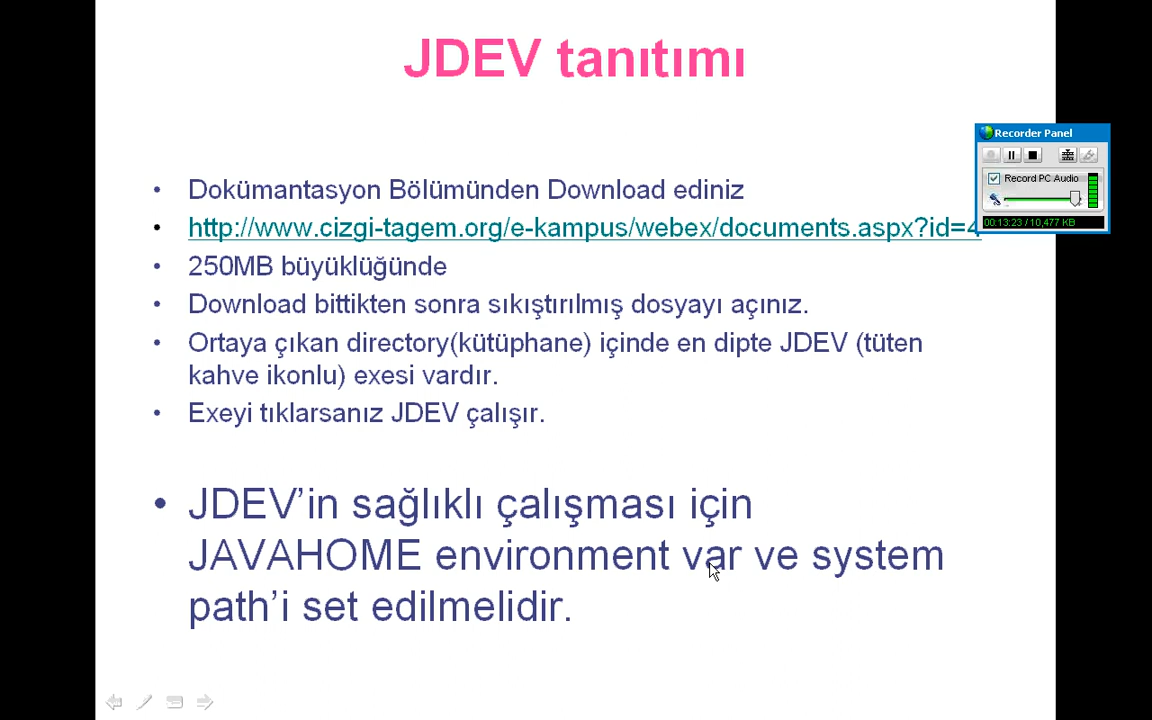 JDEV tanıtımı
Recorder Panel
Record PC Audio
00:13:23 / 10,477 KB
• Dokümantasyon Bölümünden Download ediniz
• http://www.cizgi-tagem.org/e-kampus/webex/documents.aspx?id=4
• 250MB büyüklüğünde
• Download bittikten sonra sıkıştırılmış dosyayı açınız.
• Ortaya çıkan directory(kütüphane) içinde en dipte JDEV (tüten
kahve ikonlu) exesi vardır.
• Exeyi tıklarsanız JDEV çalışır.
• JDEV’in sağlıklı çalışması için
JAVAHOME environment var ve system
path’i set edilmelidir.